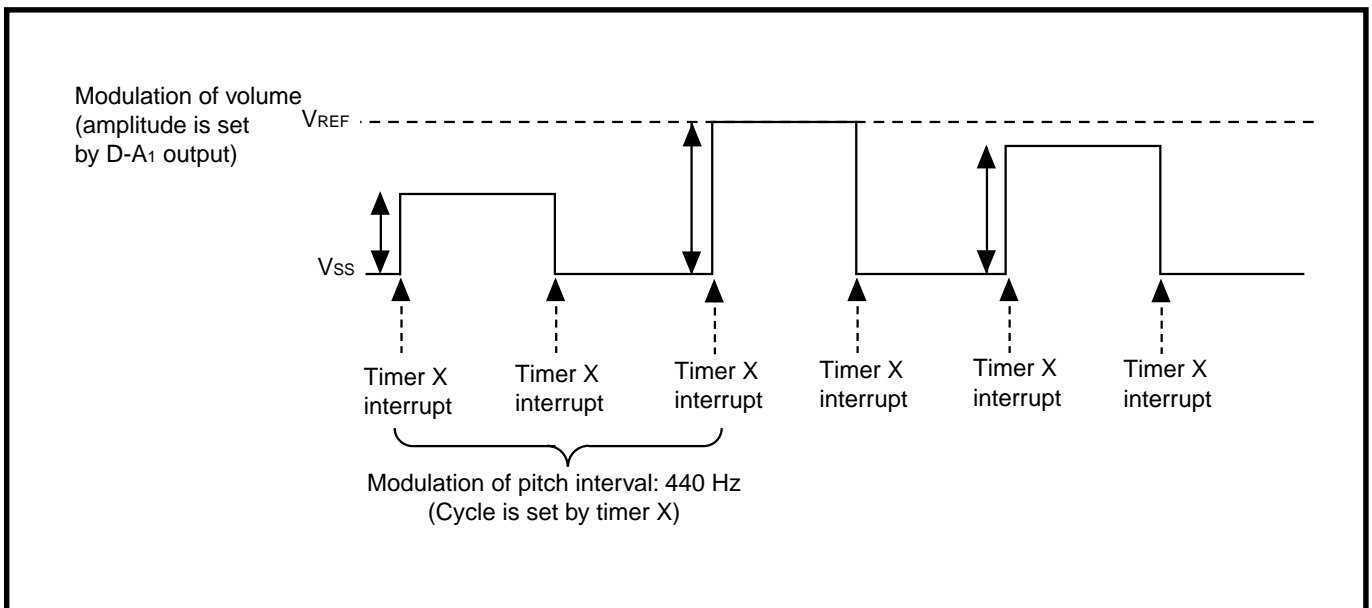 Modulation of volume
(amplitude is set
by D-A1 output)
VREF
VSS
Timer X
interrupt
Timer X
interrupt
Timer X
interrupt
Timer X
interrupt
Timer X
interrupt
Timer X
interrupt
Modulation of pitch interval: 440 Hz
(Cycle is set by timer X)